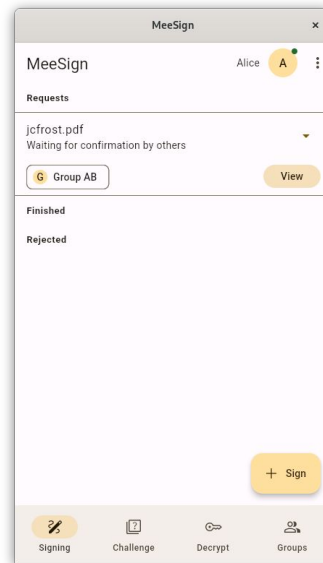 MeeSign ×
MeeSign Alice A
Requests
jcfrost.pdf
Waiting for confirmation by others
G Group AB View
Finished
Rejected
+ Sign
?
Signing Challenge Decrypt Groups